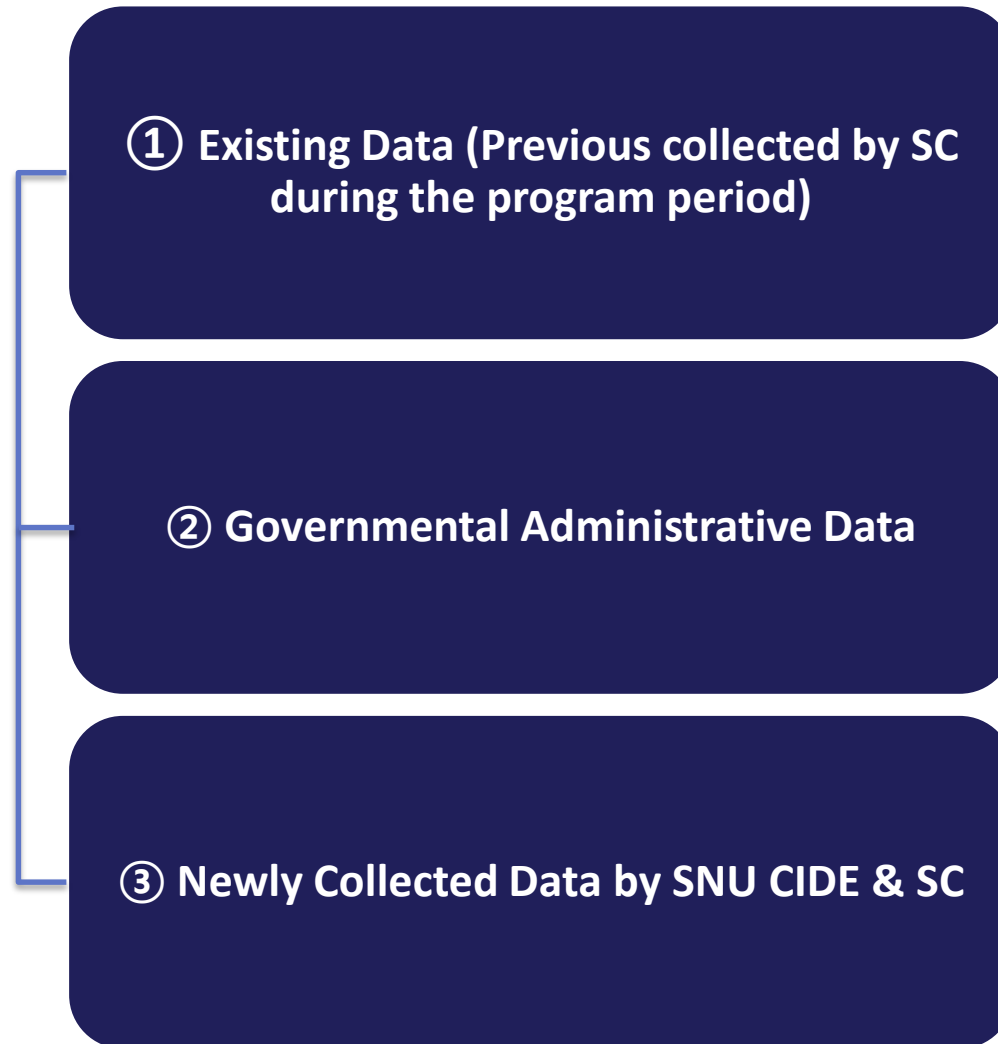 ① Existing Data (Previous collected by SC
during the program period)
② Governmental Administrative Data
③ Newly Collected Data by SNU CIDE & SC